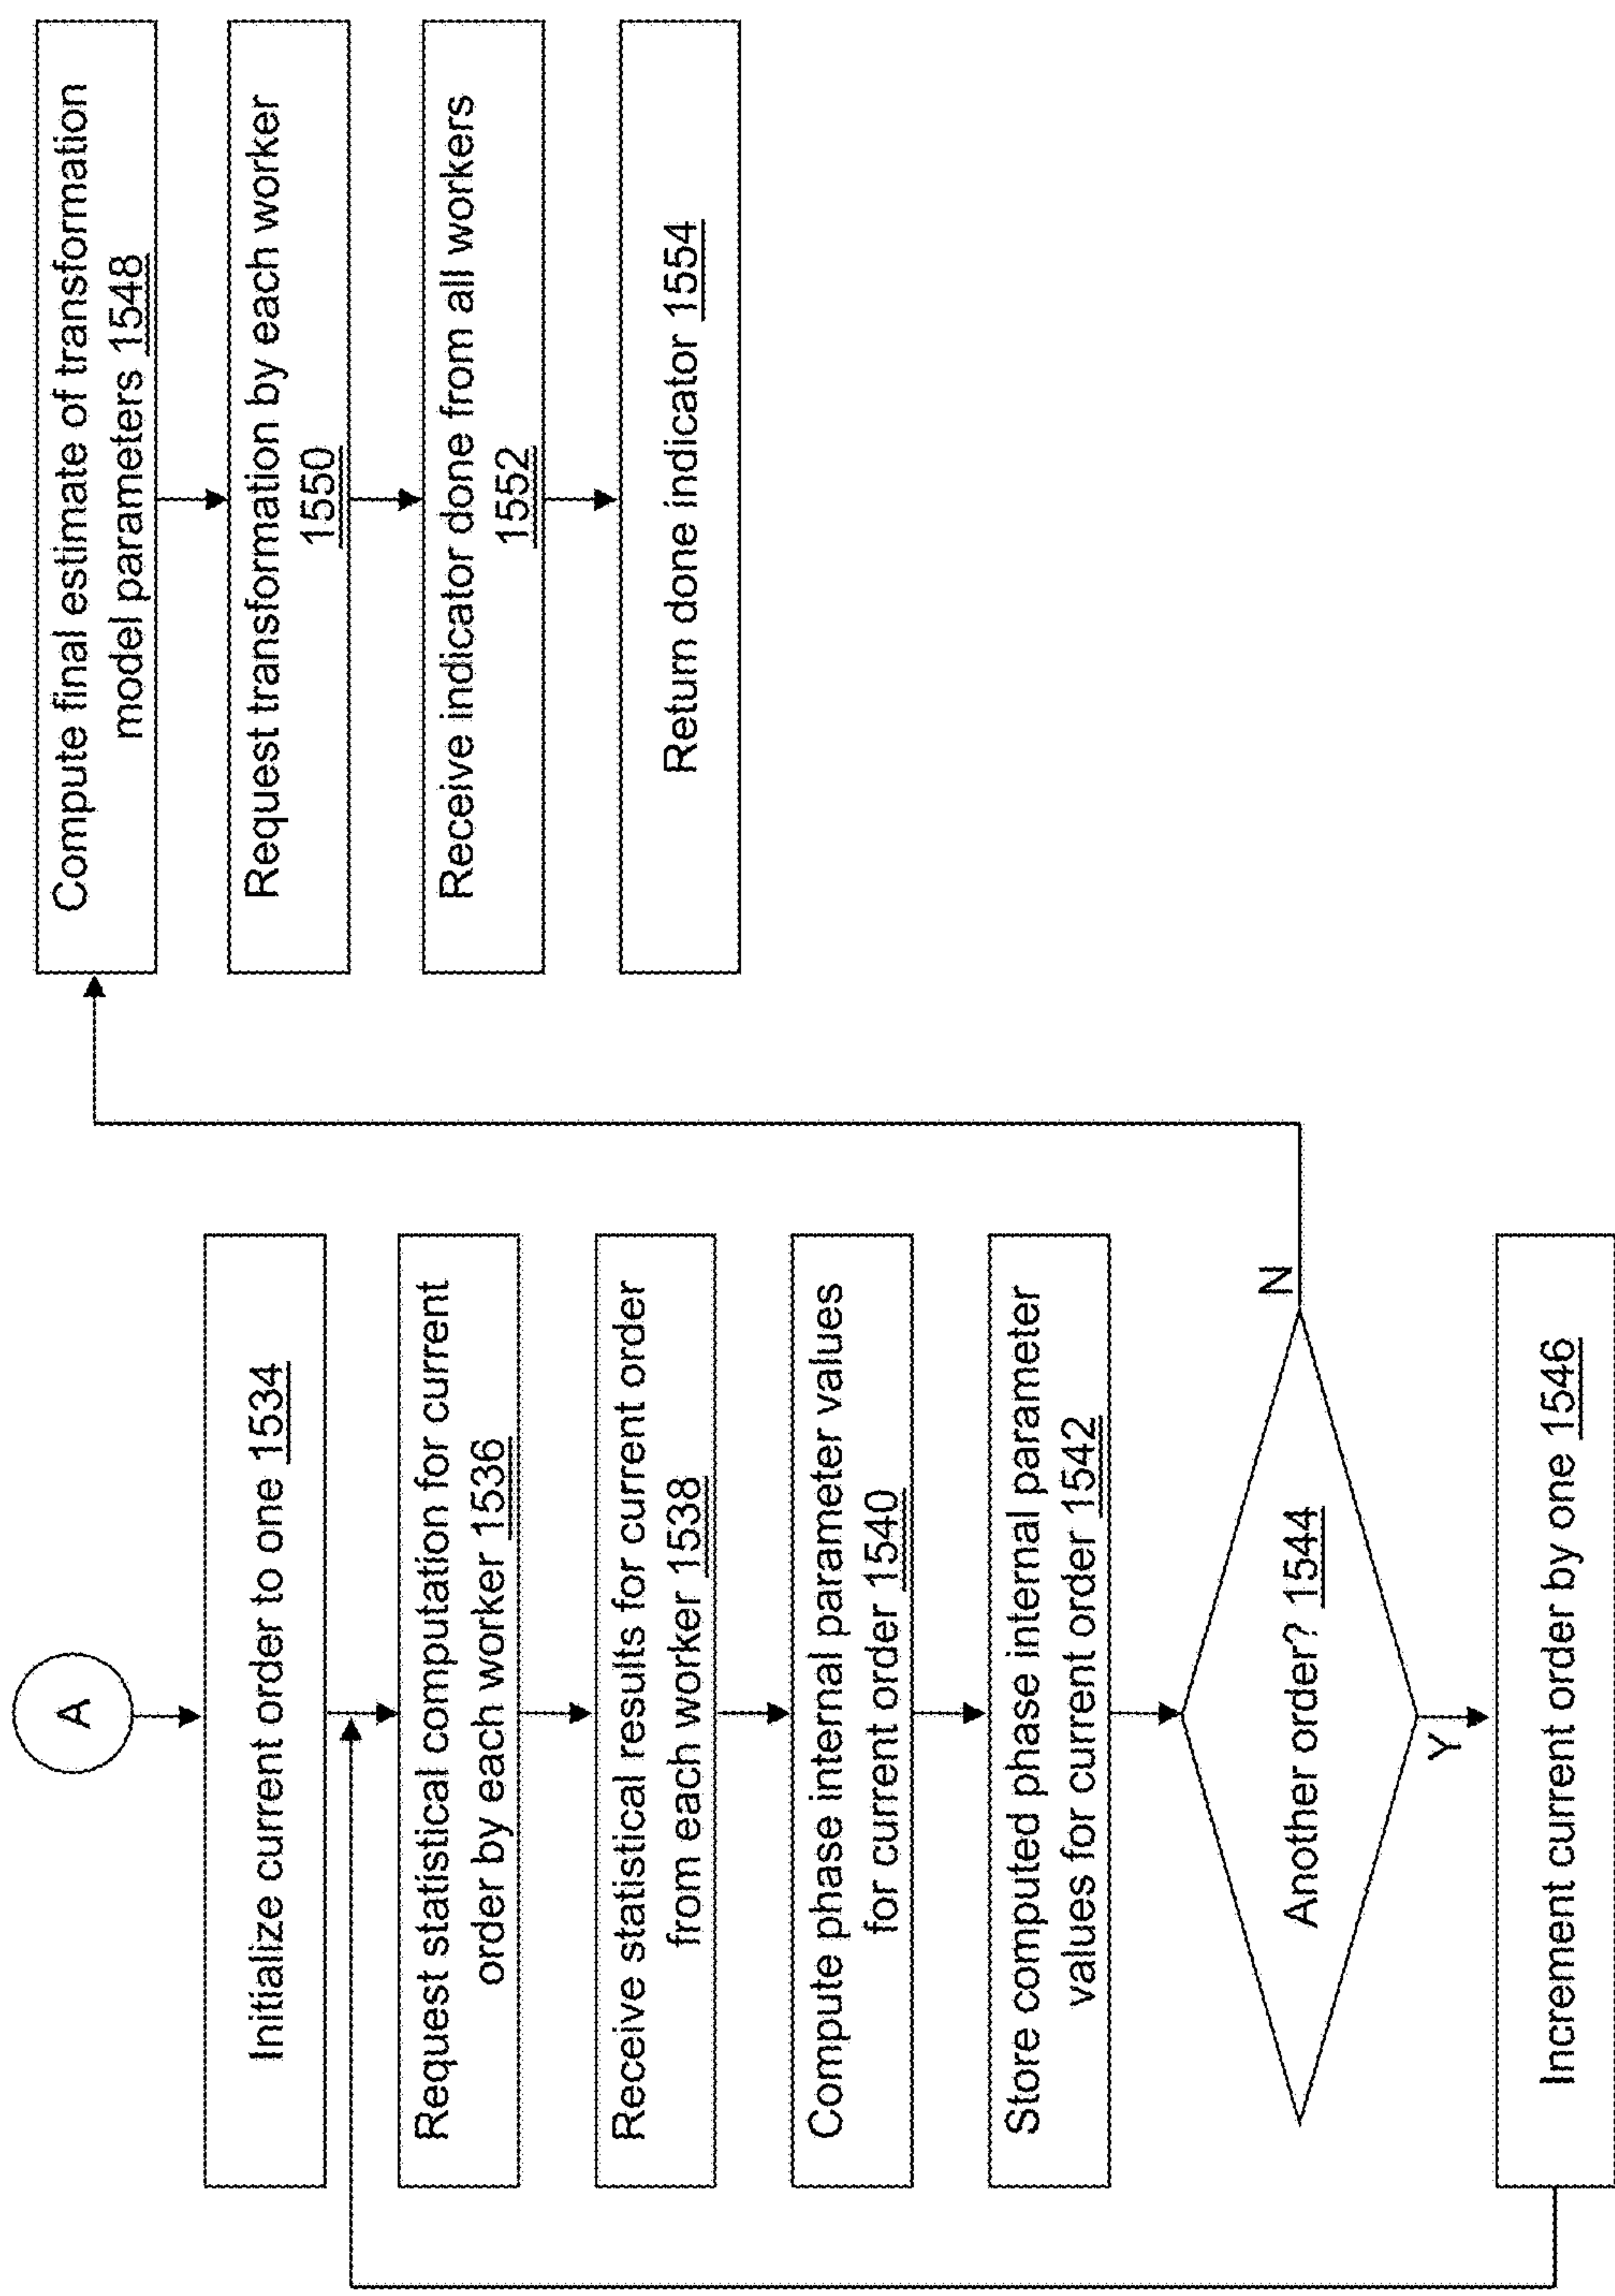 A
Initialize current order to one 1534
Request statistical computation for current
order by each worker 1536
Receive statistical results for current order
from each worker 1538
Compute phase internal parameter values
for current order 1540
Store computed phase internal parameter
values for current order 1542
Another order? 1544
N
Y
Increment current order by one 1546
Compute final estimate of transformation
model parameters 1548
Request transformation by each worker
1550
Receive indicator done from all workers
1552
Return done indicator 1554